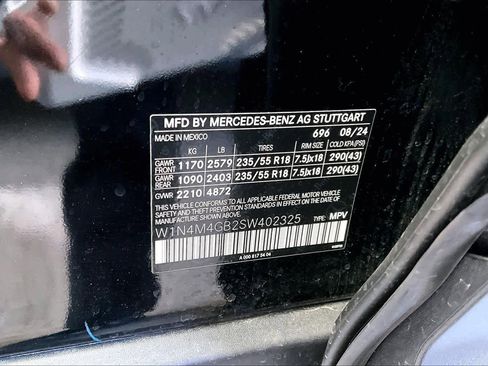 MFD BY MERCEDES-BENZ AG STUTTGART
MADE IN MEXICO 696 08/24
KG LB TIRES RIM SIZE COLD KPA(PSI)
GAWR FRONT 1170 2579 235/55 R18 7.5Jx18 290(43)
GAWR REAR 1090 2403 235/55 R18 7.5Jx18 290(43)
GVWR 2210 4872
THIS VEHICLE CONFORMS TO ALL APPLICABLE FEDERAL MOTOR VEHICLE
SAFETY STANDARDS IN EFFECT ON THE DATE OF MANUFACTURE SHOWN ABOVE.
W1N4M4GB2SW402325 TYPE: MPV
A 000 817 54 04